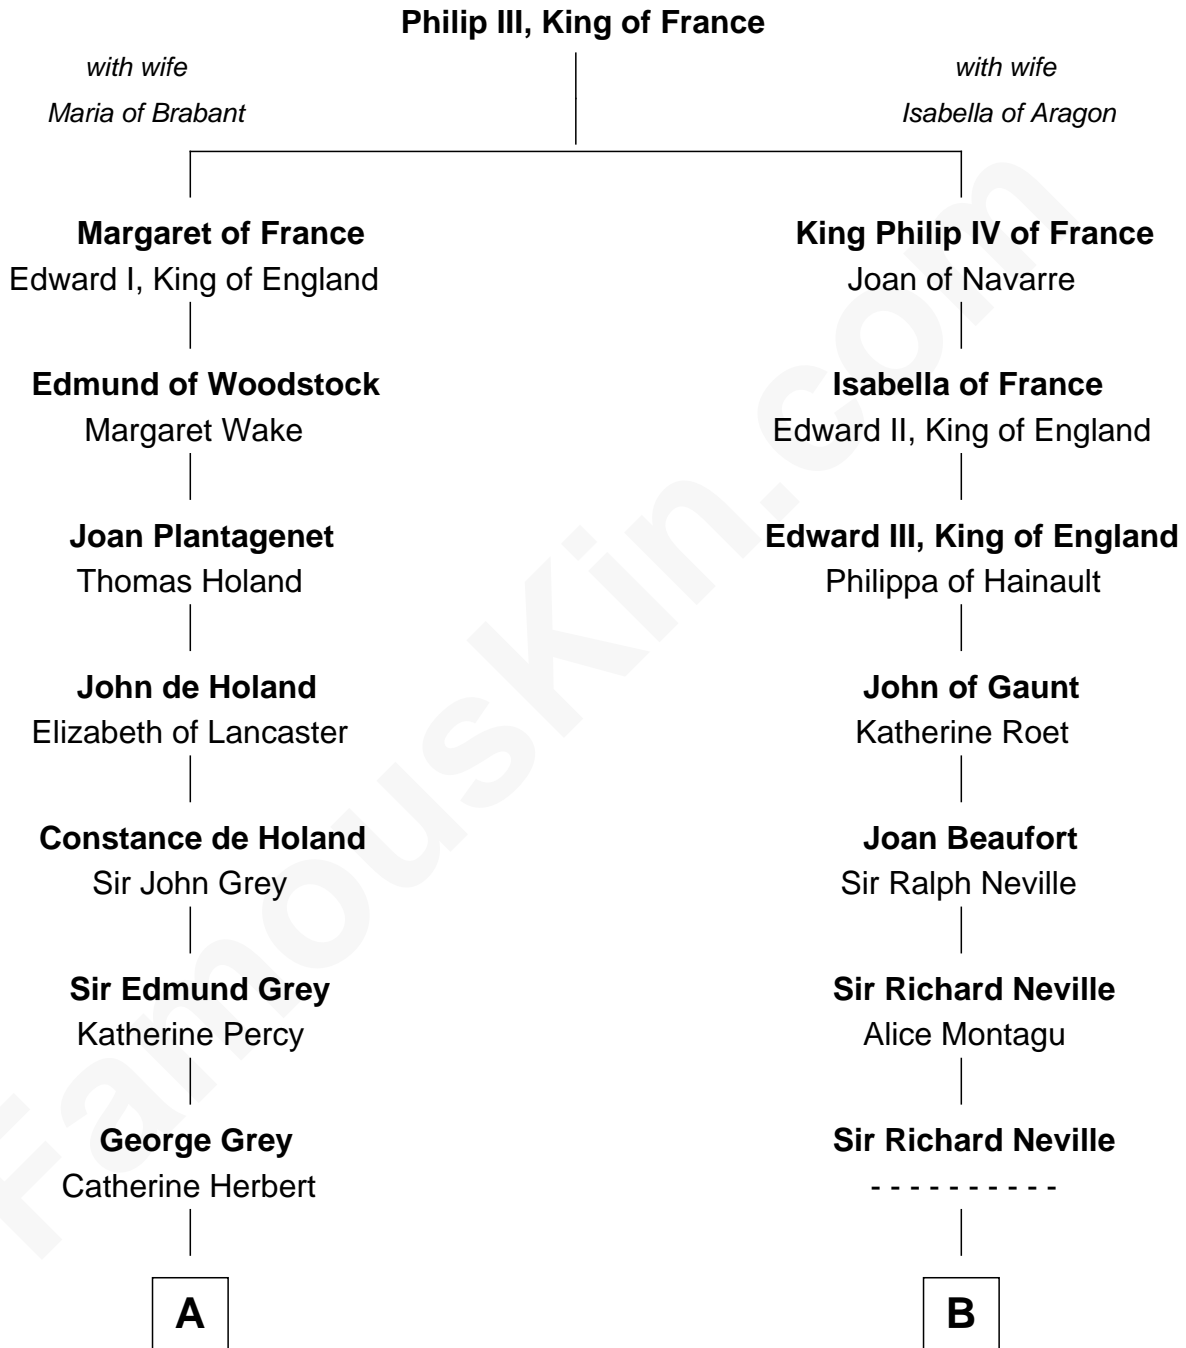 Philip III, King of France
with wife
Maria of Brabant
with wife
Isabella of Aragon
Margaret of France
Edward I, King of England
King Philip IV of France
Joan of Navarre
Edmund of Woodstock
Margaret Wake
Isabella of France
Edward II, King of England
Joan Plantagenet
Thomas Holand
Edward III, King of England
Philippa of Hainault
John de Holand
Elizabeth of Lancaster
John of Gaunt
Katherine Roet
Constance de Holand
Sir John Grey
Joan Beaufort
Sir Ralph Neville
Sir Edmund Grey
Katherine Percy
Sir Richard Neville
Alice Montagu
George Grey
Catherine Herbert
Sir Richard Neville
- - - - - - - - - -
A
B
FamousKin.com